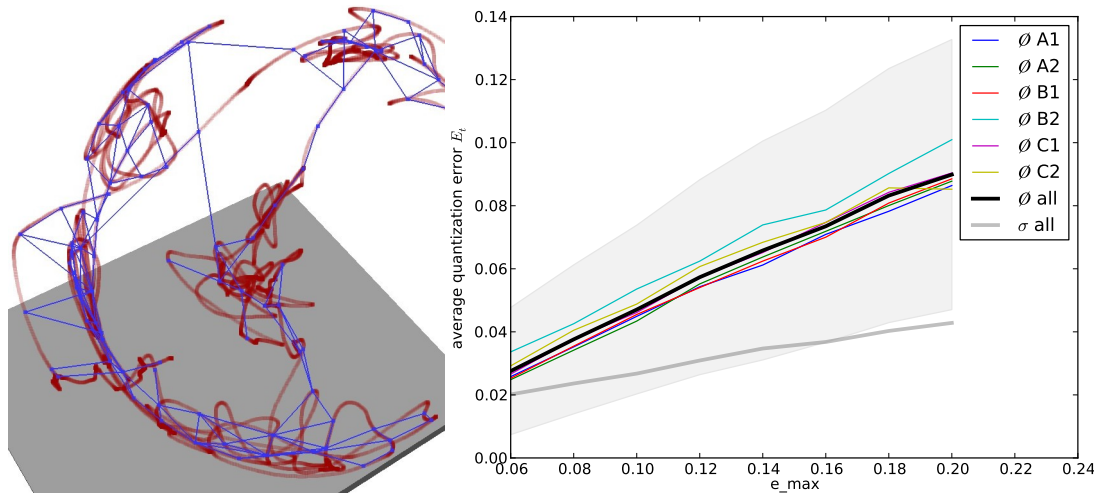 0.14
0.12
0.10
0.08
0.06
0.04
0.02
0.00
average quantization error E_t
0.06 0.08 0.10 0.12 0.14 0.16 0.18 0.20 0.22 0.24
e_max
Ø A1
Ø A2
Ø B1
Ø B2
Ø C1
Ø C2
Ø all
σ all